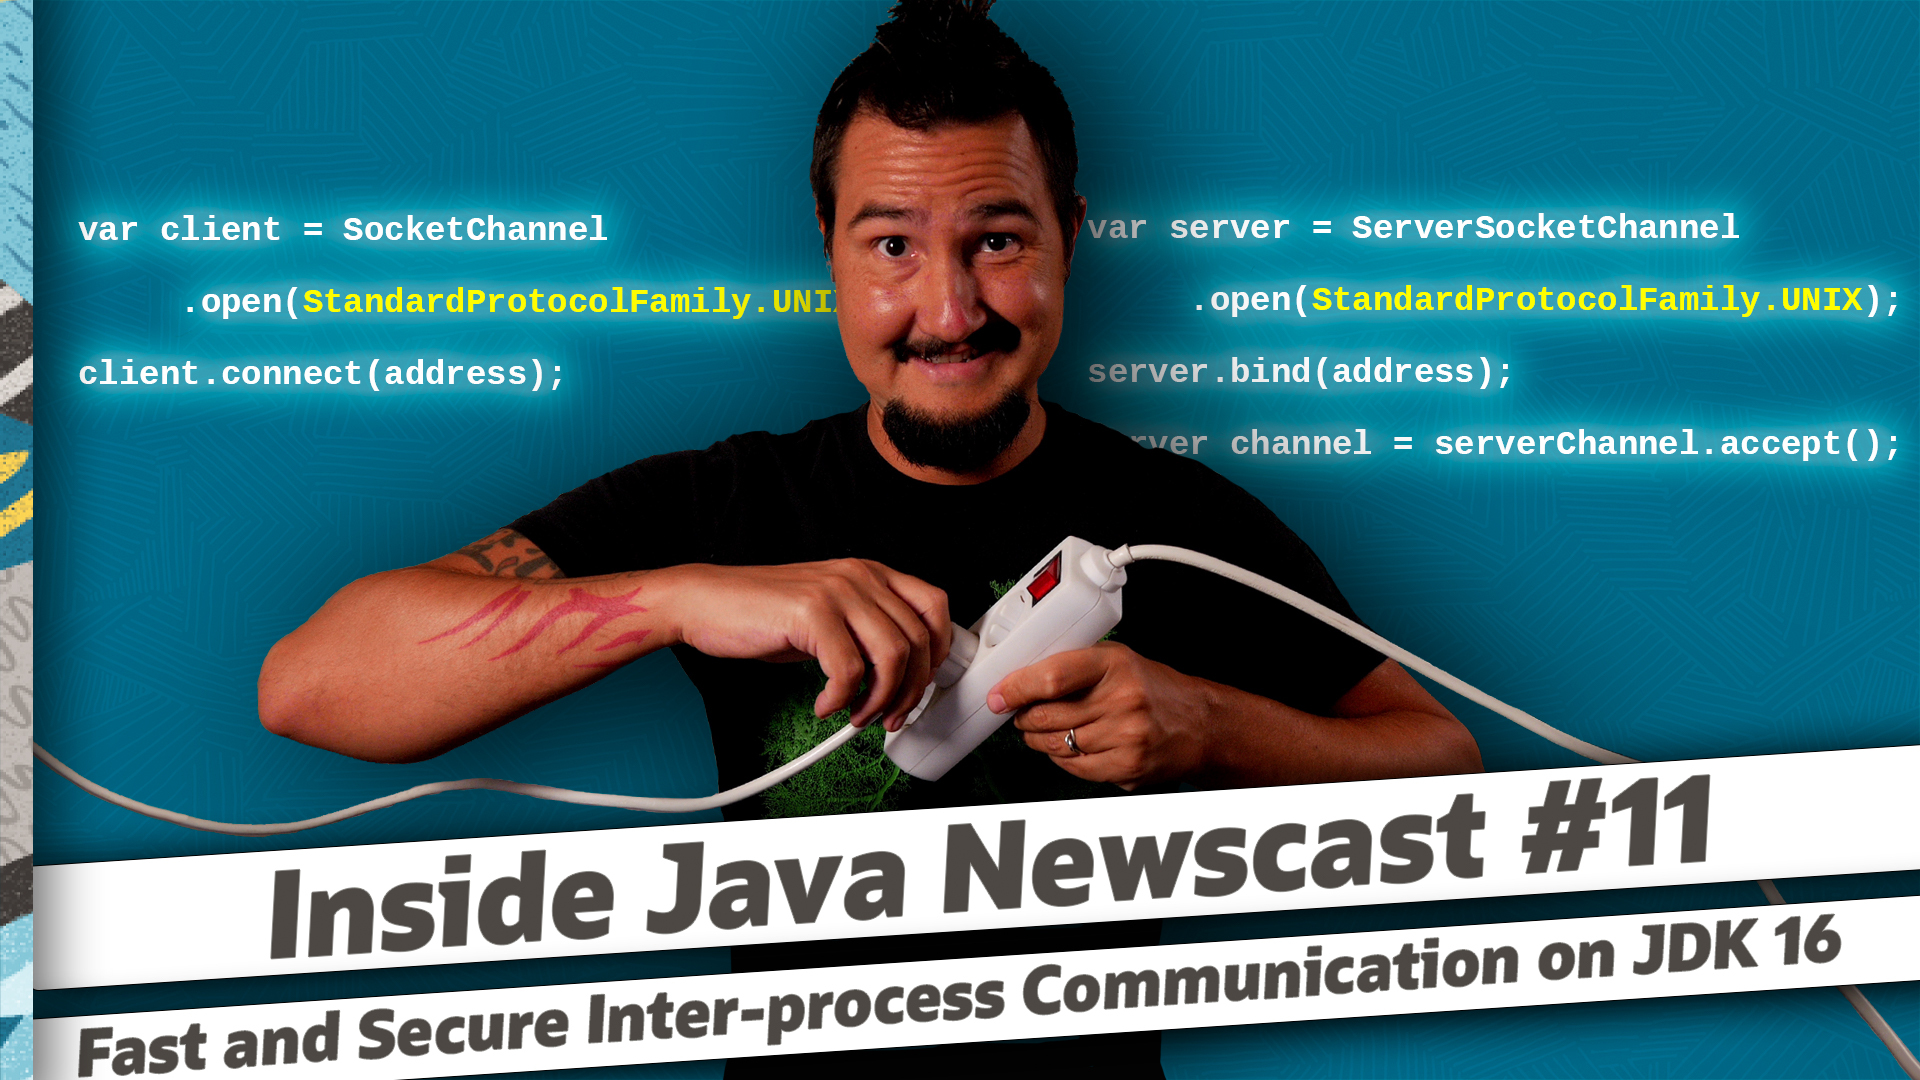 var client = SocketChannel
.open(StandardProtocolFamily.UNI
client.connect(address);
var server = ServerSocketChannel
.open(StandardProtocolFamily.UNIX);
server.bind(address);
channel = serverChannel.accept();
Inside Java Newscast #11
Fast and Secure Inter-process Communication on JDK 16